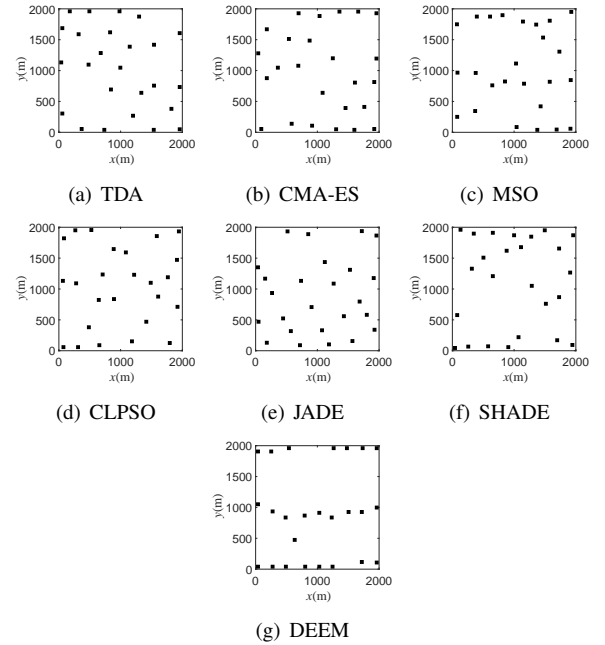 2000
1500
1000
500
0
y(m)
0 1000 2000
x(m)
(a) TDA
2000
1500
1000
500
0
y(m)
0 1000 2000
x(m)
(b) CMA-ES
2000
1500
1000
500
0
y(m)
0 1000 2000
x(m)
(c) MSO
2000
1500
1000
500
0
y(m)
0 1000 2000
x(m)
(d) CLPSO
2000
1500
1000
500
0
y(m)
0 1000 2000
x(m)
(e) JADE
2000
1500
1000
500
0
y(m)
0 1000 2000
x(m)
(f) SHADE
2000
1500
1000
500
0
y(m)
0 1000 2000
x(m)
(g) DEEM